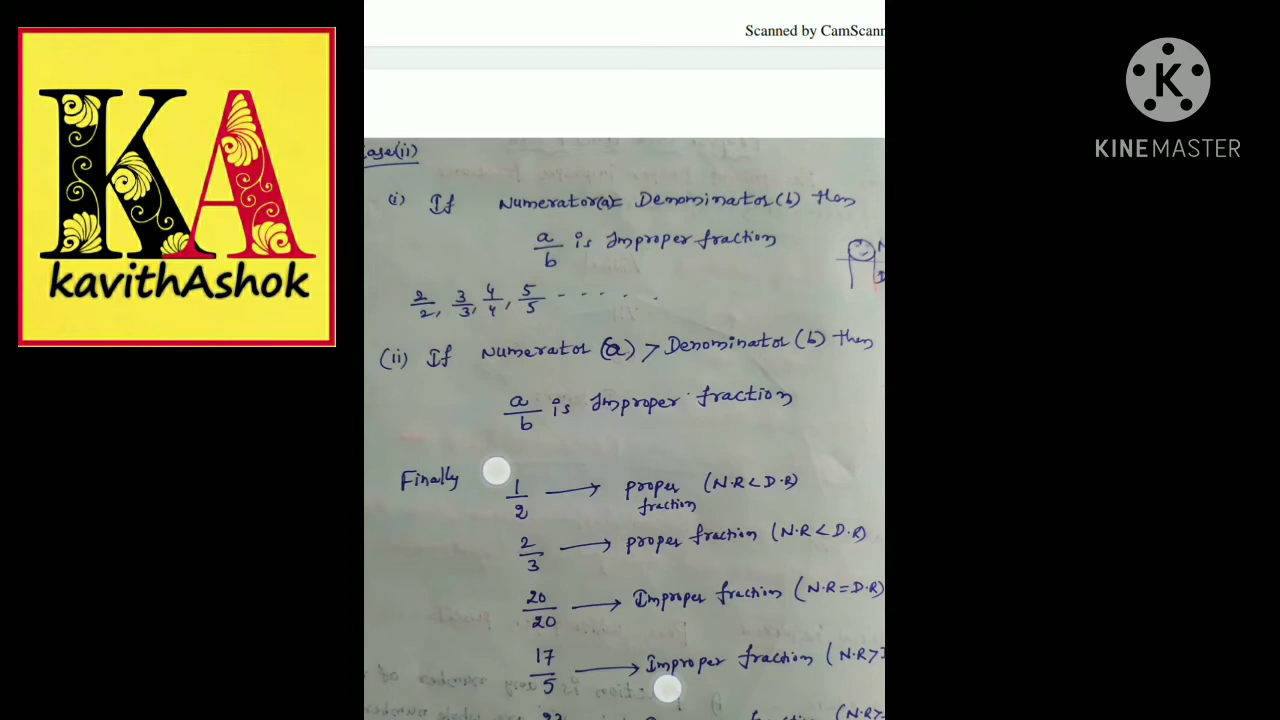 Scanned by CamScann
KA
kavithAshok
K
KINEMASTER
Case(ii)
(i) If Numerator(a)= Denominator(b) then
a/b is Improper fraction
2/2, 3/3, 4/4, 5/5 - - - - - .
(ii) If Numerator (a) > Denominator (b) then
a/b is Improper fraction
Finally 1/2 → proper fraction (N.R < D.R)
2/3 → proper fraction (N.R < D.R)
20/20 → Improper fraction (N.R = D.R)
17/5 → Improper fraction (N.R >
(N.R >